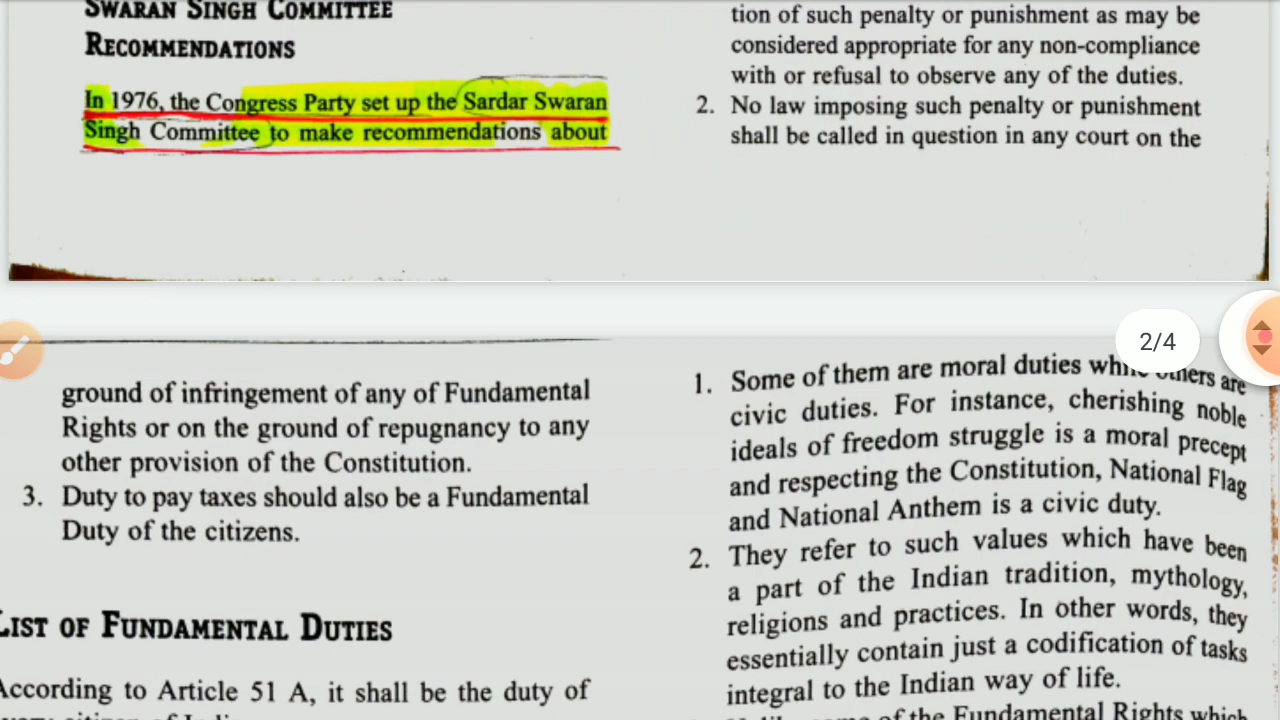 SWARAN SINGH COMMITTEE
RECOMMENDATIONS
In 1976, the Congress Party set up the Sardar Swaran
Singh Committee to make recommendations about
tion of such penalty or punishment as may be
considered appropriate for any non-compliance
with or refusal to observe any of the duties.
2. No law imposing such penalty or punishment
shall be called in question in any court on the
2/4
ground of infringement of any of Fundamental
Rights or on the ground of repugnancy to any
other provision of the Constitution.
3. Duty to pay taxes should also be a Fundamental
Duty of the citizens.
LIST OF FUNDAMENTAL DUTIES
According to Article 51 A, it shall be the duty of
1. Some of them are moral duties while others are
civic duties. For instance, cherishing noble
ideals of freedom struggle is a moral precept
and respecting the Constitution, National Flag
and National Anthem is a civic duty.
2. They refer to such values which have been
a part of the Indian tradition, mythology,
religions and practices. In other words, they
essentially contain just a codification of tasks
integral to the Indian way of life.
of the Fundamental Rights which